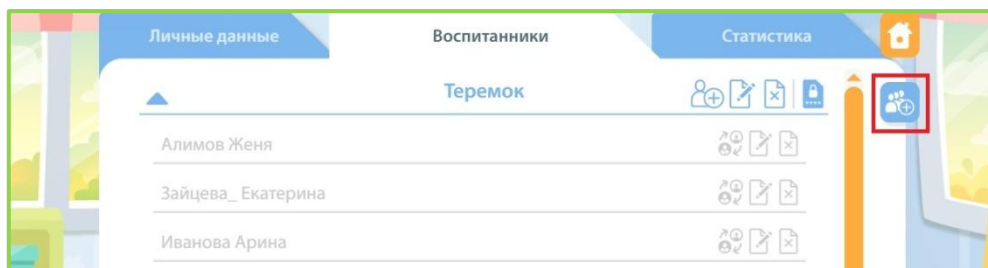 Личные данные Воспитанники Статистика
Теремок
Алимов Женя
Зайцева_ Екатерина
Иванова Арина